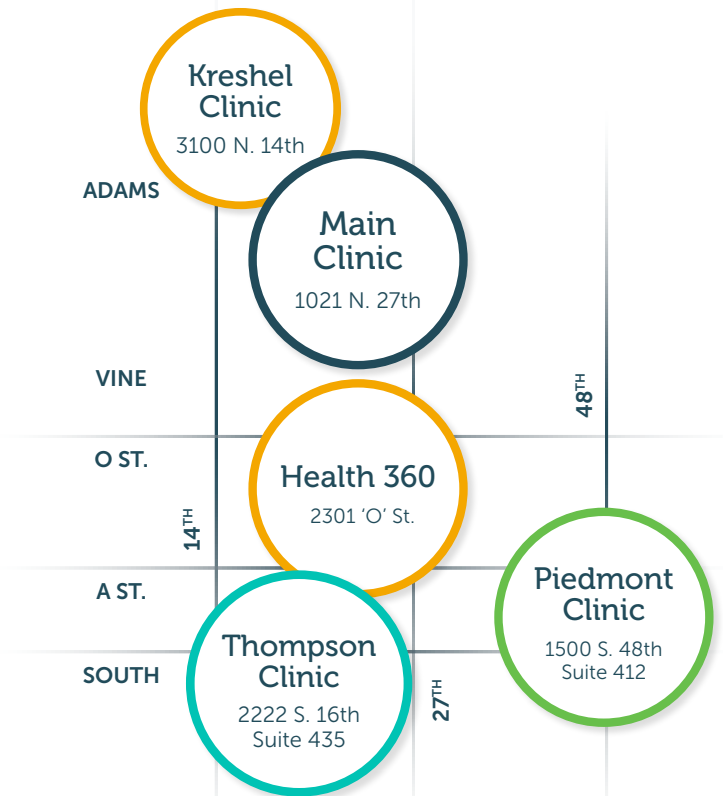 Kreshel
Clinic
3100 N. 14th
ADAMS
Main
Clinic
1021 N. 27th
VINE
48TH
O ST.
Health 360
2301 ‘O’ St.
14TH
A ST.
Piedmont
Clinic
1500 S. 48th
Suite 412
Thompson
Clinic
2222 S. 16th
Suite 435
SOUTH
27TH